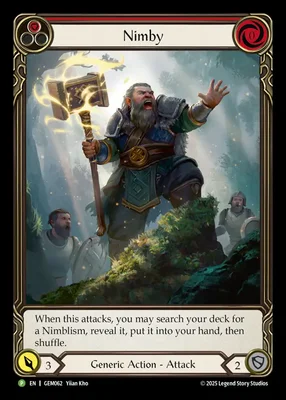 Nimby
When this attacks, you may search your deck for
a Nimblism, reveal it, put it into your hand, then
shuffle.
3 Generic Action - Attack 2
P EN | GEM062 Yiian Kho ©2025 Legend Story Studios